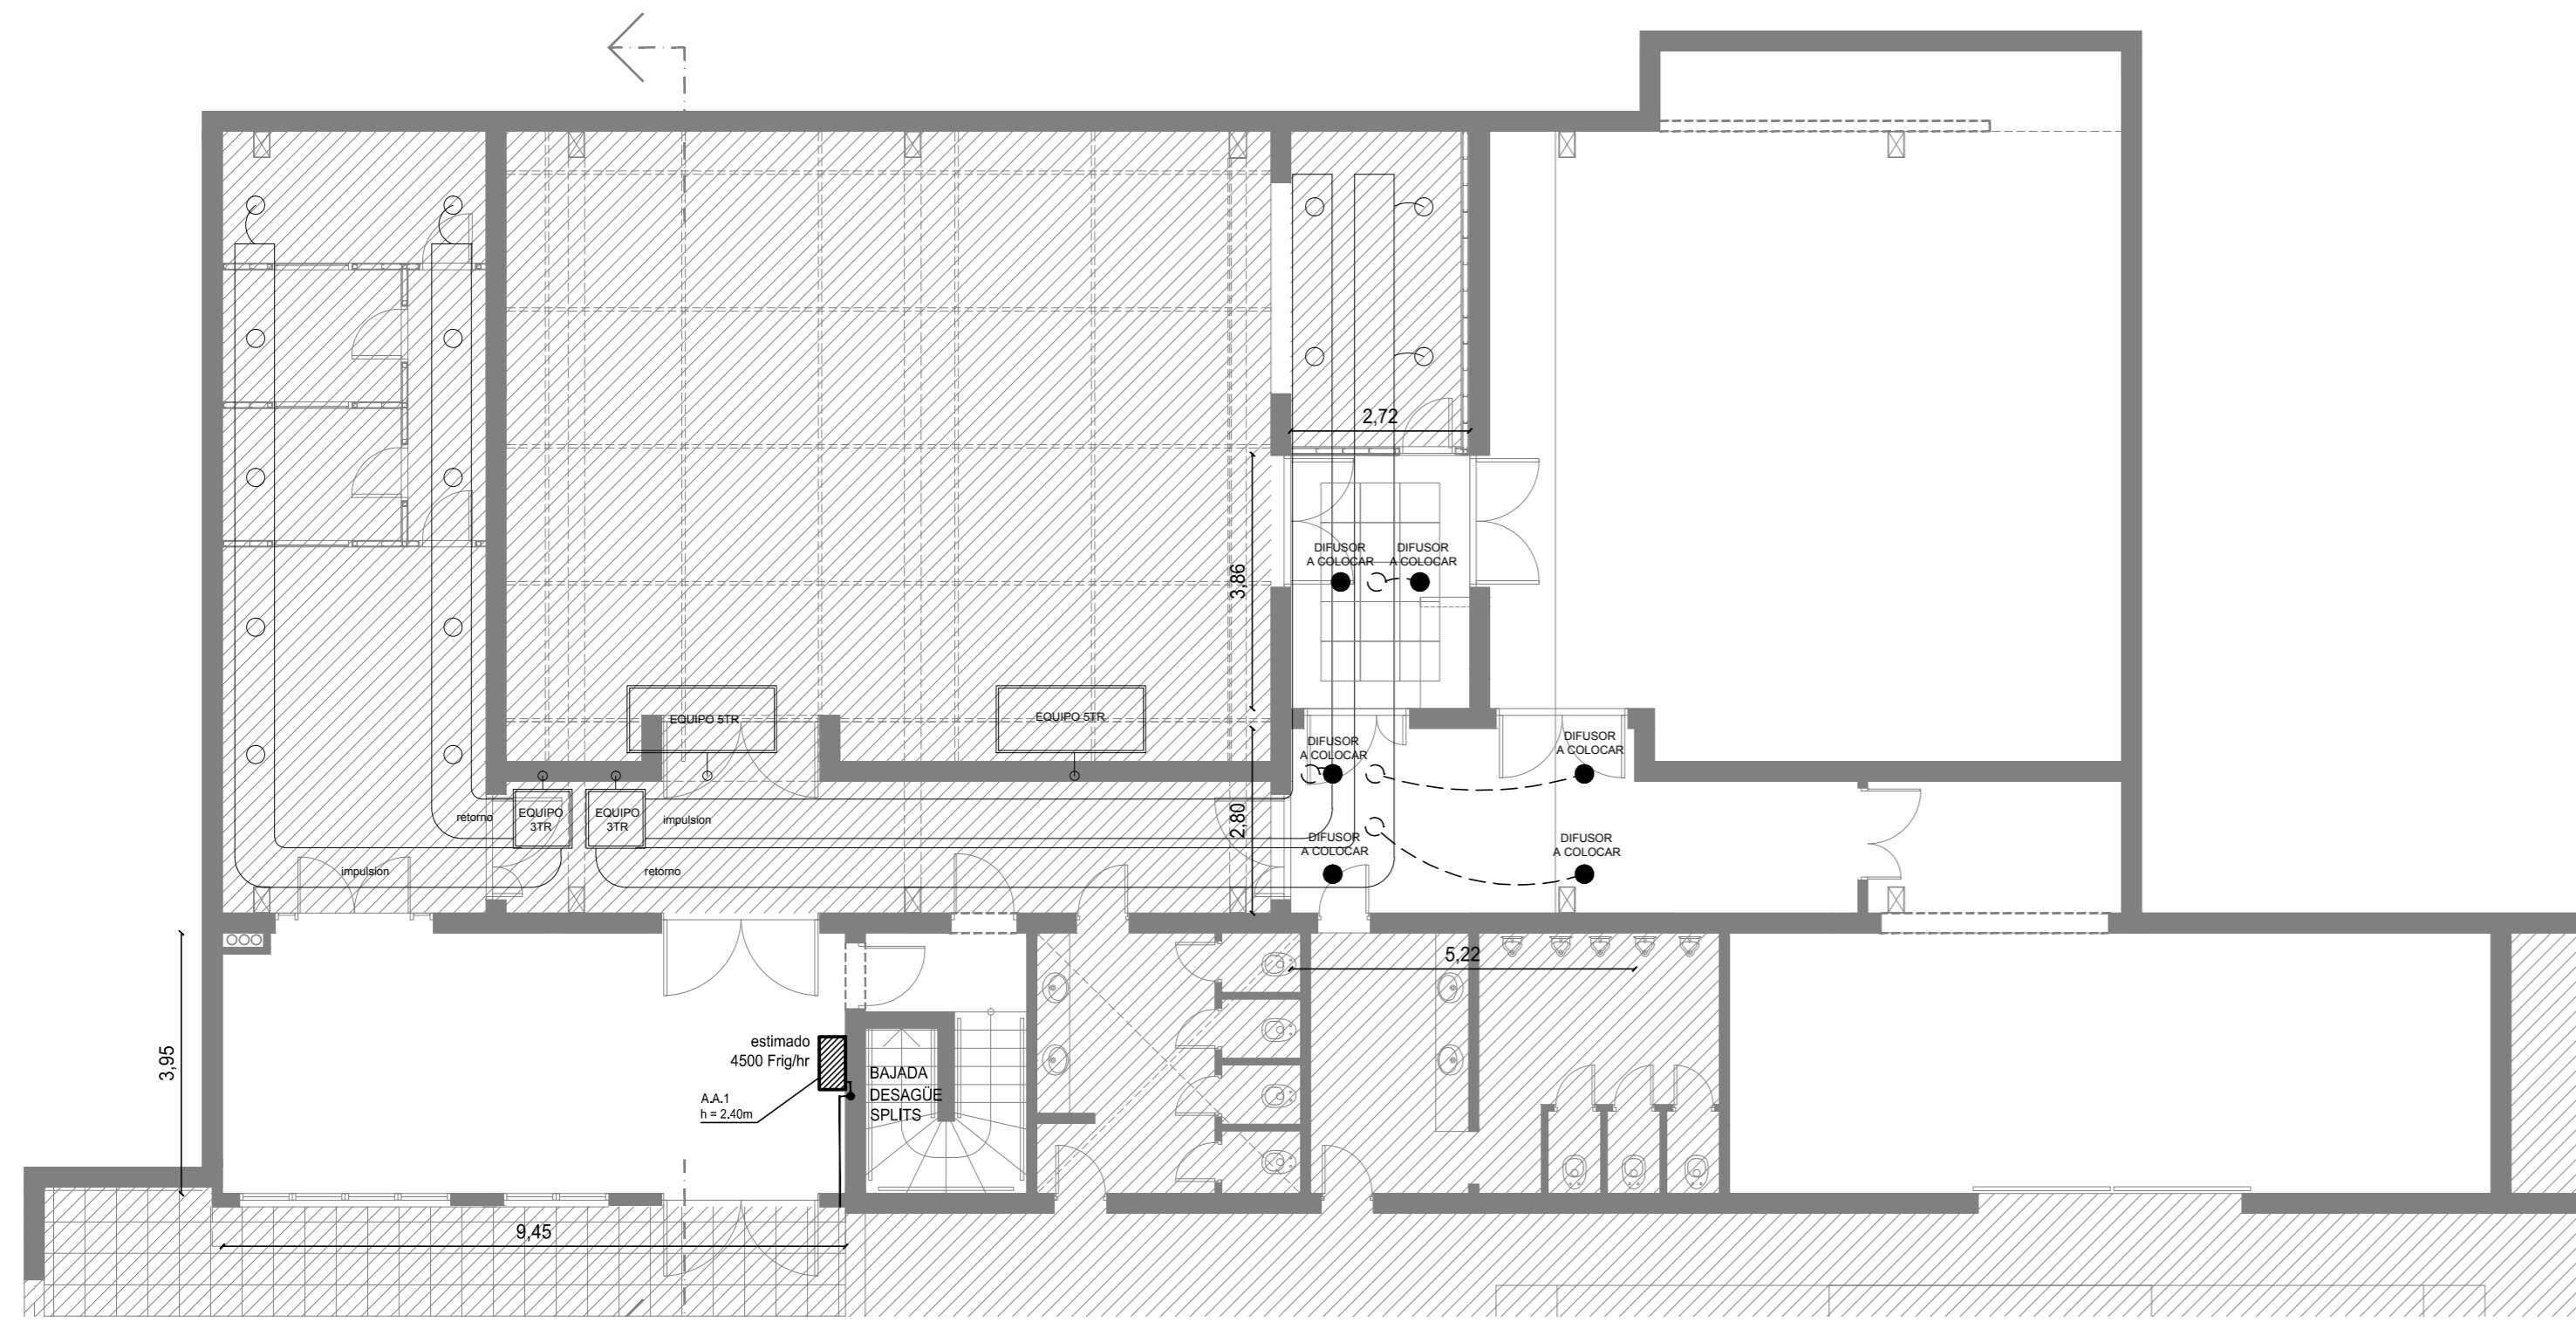 2,72
3,86
DIFUSOR
A COLOCAR
DIFUSOR
A COLOCAR
EQUIPO 5TR
EQUIPO 5TR
DIFUSOR
A COLOCAR
DIFUSOR
A COLOCAR
retorno
EQUIPO
3TR
EQUIPO
3TR
impulsion
2,80
DIFUSOR
A COLOCAR
DIFUSOR
A COLOCAR
impulsion
retorno
5,22
3,95
estimado
4500 Frig/hr
A.A.1
h = 2.40m
BAJADA
DESAGÜE
SPLITS
9,45